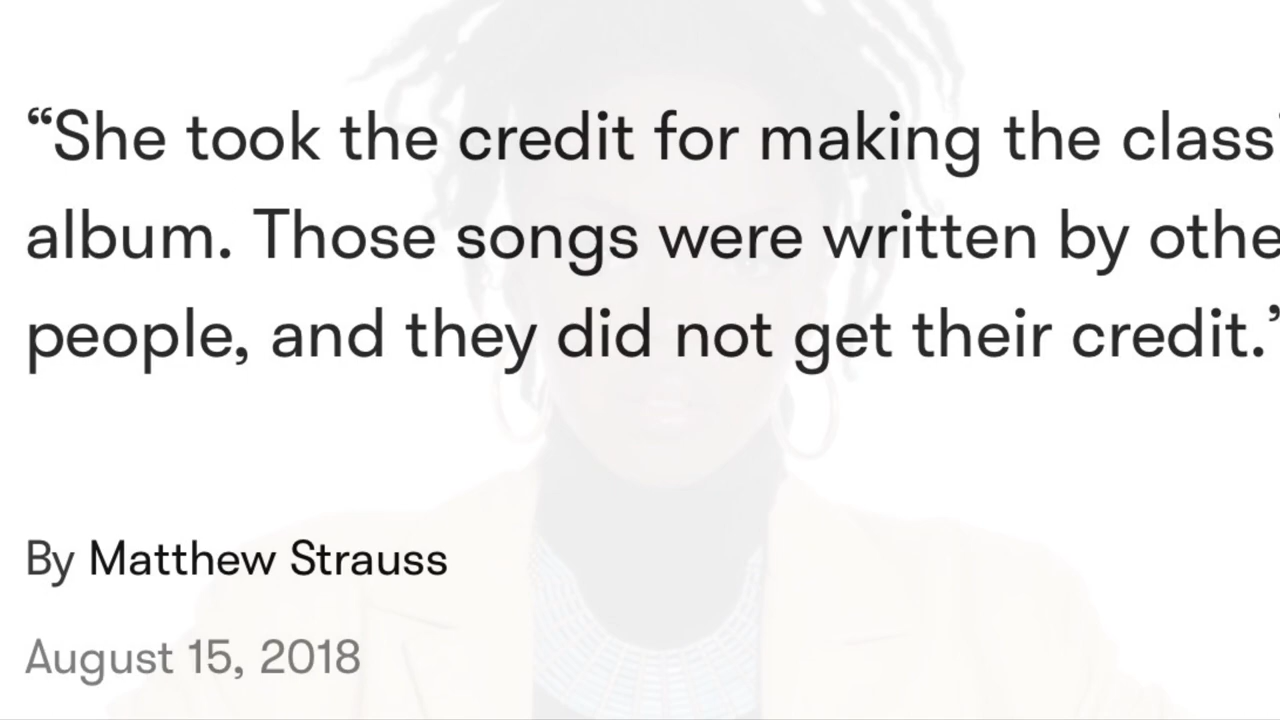 “She took the credit for making the class
album. Those songs were written by othe
people, and they did not get their credit.”
By Matthew Strauss
August 15, 2018